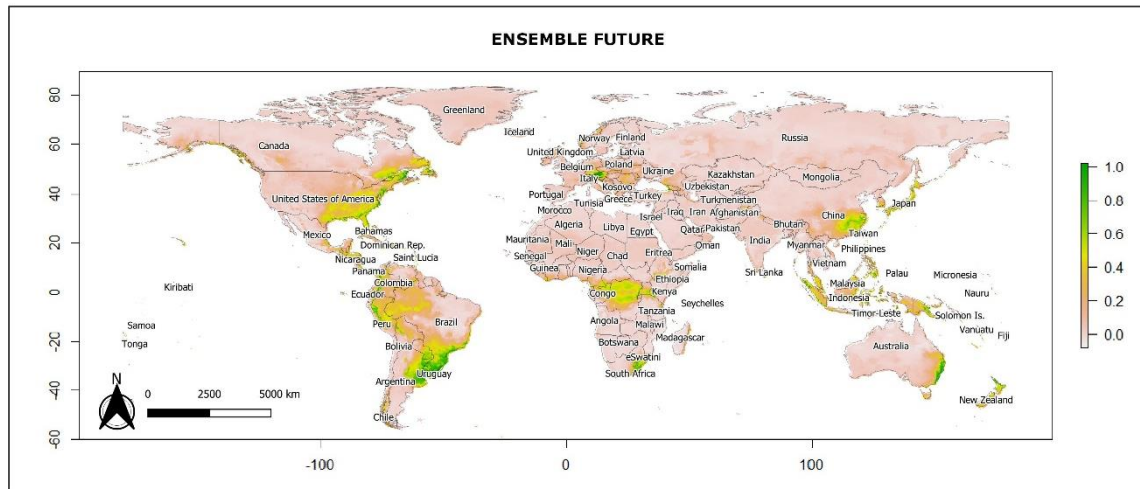 ENSEMBLE FUTURE
80
60
40
20
0
-20
-40
-60
-100
0
100
1.0
0.8
0.6
0.4
0.2
0.0
N
0 2500 5000 km
Greenland
Iceland
Canada
United States of America
Mexico
Bahamas
Dominican Rep.
Nicaragua
Saint Lucia
Panama
Colombia
Ecuador
Peru
Brazil
Bolivia
Uruguay
Argentina
Chile
Kiribati
Samoa
Tonga
Norway
Finland
Russia
United Kingdom
Latvia
Belgium
Poland
Ukraine
Italy
Kosovo
Kazakhstan
Mongolia
Uzbekistan
Portugal
Greece
Turkey
Turkmenistan
Tunisia
Morocco
Israel
Iraq
Iran
Afghanistan
China
Japan
Algeria
Libya
Egypt
Qatar
Pakistan
Bhutan
Taiwan
Mauritania
Mali
Niger
Chad
Eritrea
Oman
India
Myanmar
Philippines
Senegal
Guinea
Nigeria
Somalia
Ethiopia
Sri Lanka
Vietnam
Palau
Micronesia
Congo
Kenya
Seychelles
Malaysia
Indonesia
Nauru
Tanzania
Timor-Leste
Solomon Is.
Angola
Malawi
Vanuatu
Fiji
Botswana
Madagascar
eSwatini
South Africa
Australia
New Zealand